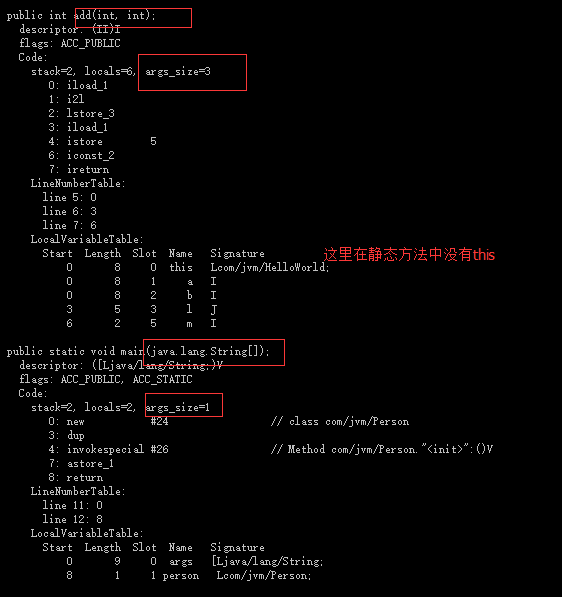 public int add(int, int);
descriptor: (II)I
flags: ACC_PUBLIC
Code:
stack=2, locals=6, args_size=3
0: iload_1
1: i2l
2: lstore_3
3: iload_1
4: istore 5
6: iconst_2
7: ireturn
LineNumberTable:
line 5: 0
line 6: 3
line 7: 6
LocalVariableTable:
Start Length Slot Name Signature
这里在静态方法中没有this
0 8 0 this Lcom/jvm/HelloWorld;
0 8 1 a I
0 8 2 b I
3 5 3 l J
6 2 5 m I
public static void main(java.lang.String[]);
descriptor: ([Ljava/lang/String;)V
flags: ACC_PUBLIC, ACC_STATIC
Code:
stack=2, locals=2, args_size=1
0: new #24 // class com/jvm/Person
3: dup
4: invokespecial #26 // Method com/jvm/Person."<init>":()V
7: astore_1
8: return
LineNumberTable:
line 11: 0
line 12: 8
LocalVariableTable:
Start Length Slot Name Signature
0 9 0 args [Ljava/lang/String;
8 1 1 person Lcom/jvm/Person;